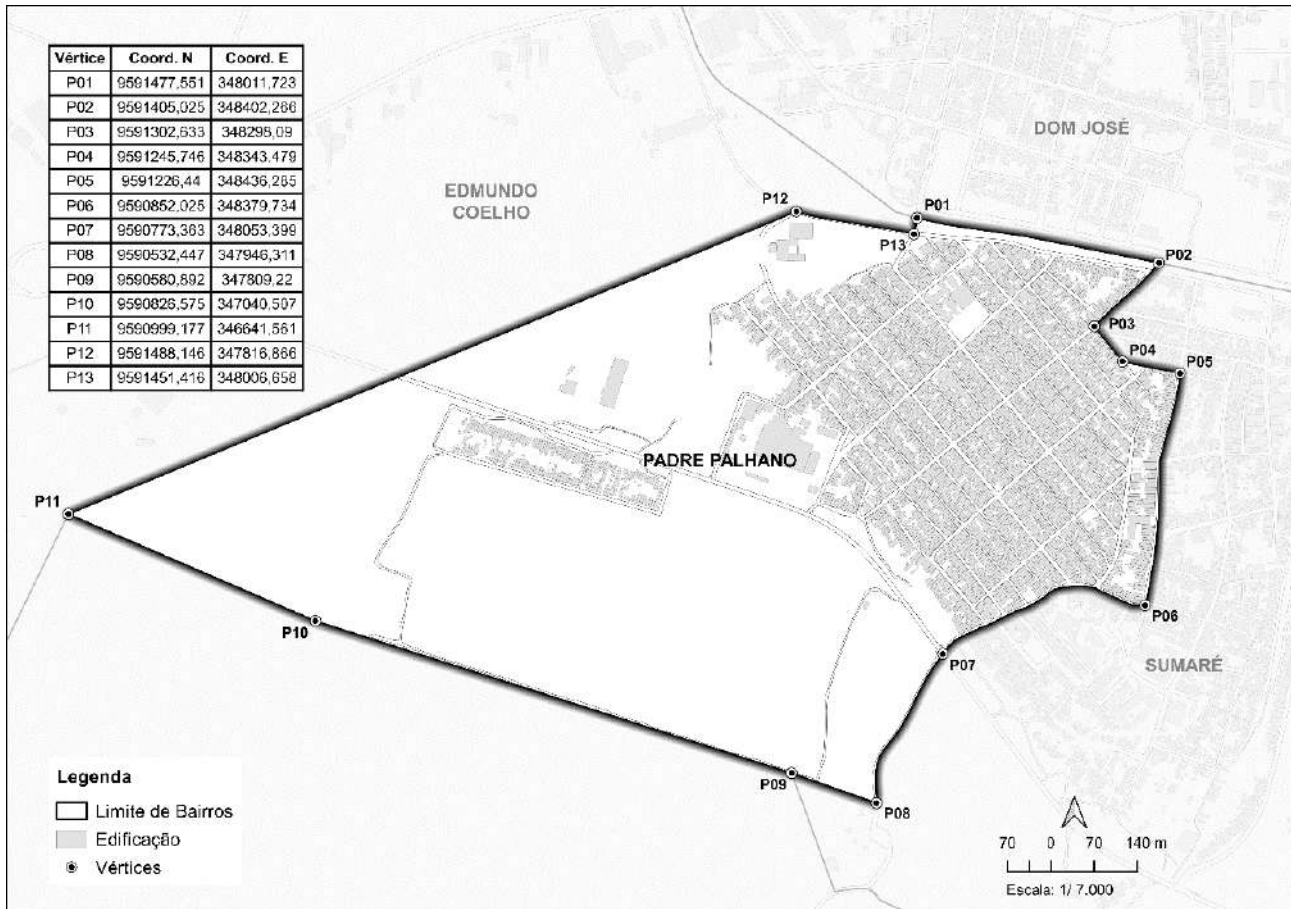 Vértice Coord. N Coord. E
P01 9591477,551 348011,723
P02 9591405,025 348402,266
P03 9591302,633 348298,09
P04 9591245,746 348343,479
P05 9591226,44 348436,265
P06 9590852,025 348379,734
P07 9590773,363 348053,399
P08 9590532,447 347946,311
P09 9590580,892 347809,22
P10 9590826,575 347040,507
P11 9590999,177 346641,561
P12 9591488,146 347816,866
P13 9591451,416 348006,658
DOM JOSÉ
EDMUNDO
COELHO
P12
P01
P13
P02
P03
P04
P05
PADRE PALHANO
P11
P06
P10
P07
SUMARÉ
P09
P08
Legenda
Limite de Bairros
Edificação
Vértices
70 0 70 140 m
Escala: 1/ 7.000